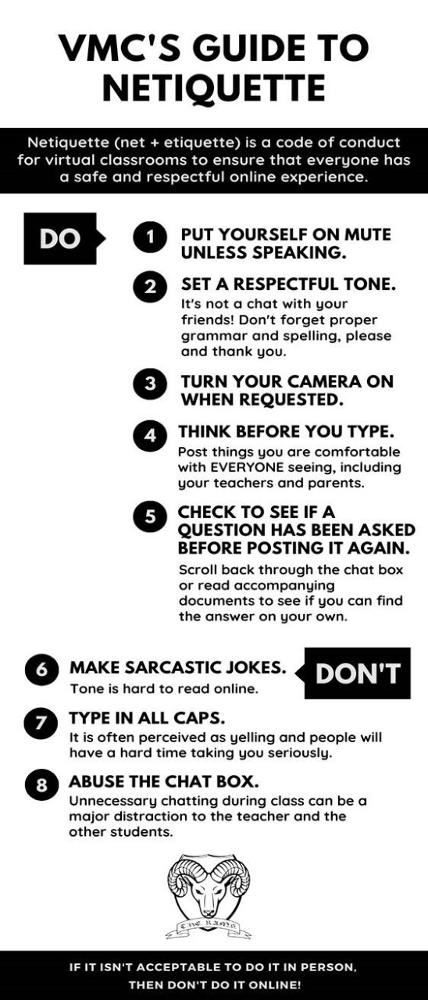 VMC'S GUIDE TO
NETIQUETTE
Netiquette (net + etiquette) is a code of conduct
for virtual classrooms to ensure that everyone has
a safe and respectful online experience.
DO
1
PUT YOURSELF ON MUTE
UNLESS SPEAKING.
2
SET A RESPECTFUL TONE.
It's not a chat with your
friends! Don't forget proper
grammar and spelling, please
and thank you.
3
TURN YOUR CAMERA ON
WHEN REQUESTED.
4
THINK BEFORE YOU TYPE.
Post things you are comfortable
with EVERYONE seeing, including
your teachers and parents.
5
CHECK TO SEE IF A
QUESTION HAS BEEN ASKED
BEFORE POSTING IT AGAIN.
Scroll back through the chat box
or read accompanying
documents to see if you can find
the answer on your own.
DON'T
6
MAKE SARCASTIC JOKES.
Tone is hard to read online.
7
TYPE IN ALL CAPS.
It is often perceived as yelling and people will
have a hard time taking you seriously.
8
ABUSE THE CHAT BOX.
Unnecessary chatting during class can be a
major distraction to the teacher and the
other students.
THE RAMS
IF IT ISN'T ACCEPTABLE TO DO IT IN PERSON,
THEN DON'T DO IT ONLINE!